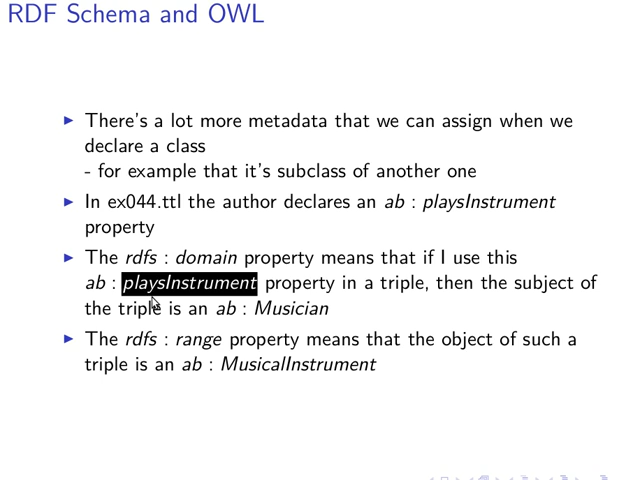 RDF Schema and OWL
There's a lot more metadata that we can assign when we
declare a class
- for example that it's subclass of another one
In ex044.ttl the author declares an ab : playsInstrument
property
The rdfs : domain property means that if I use this
ab : playsInstrument property in a triple, then the subject of
the triple is an ab : Musician
The rdfs : range property means that the object of such a
triple is an ab : MusicalInstrument